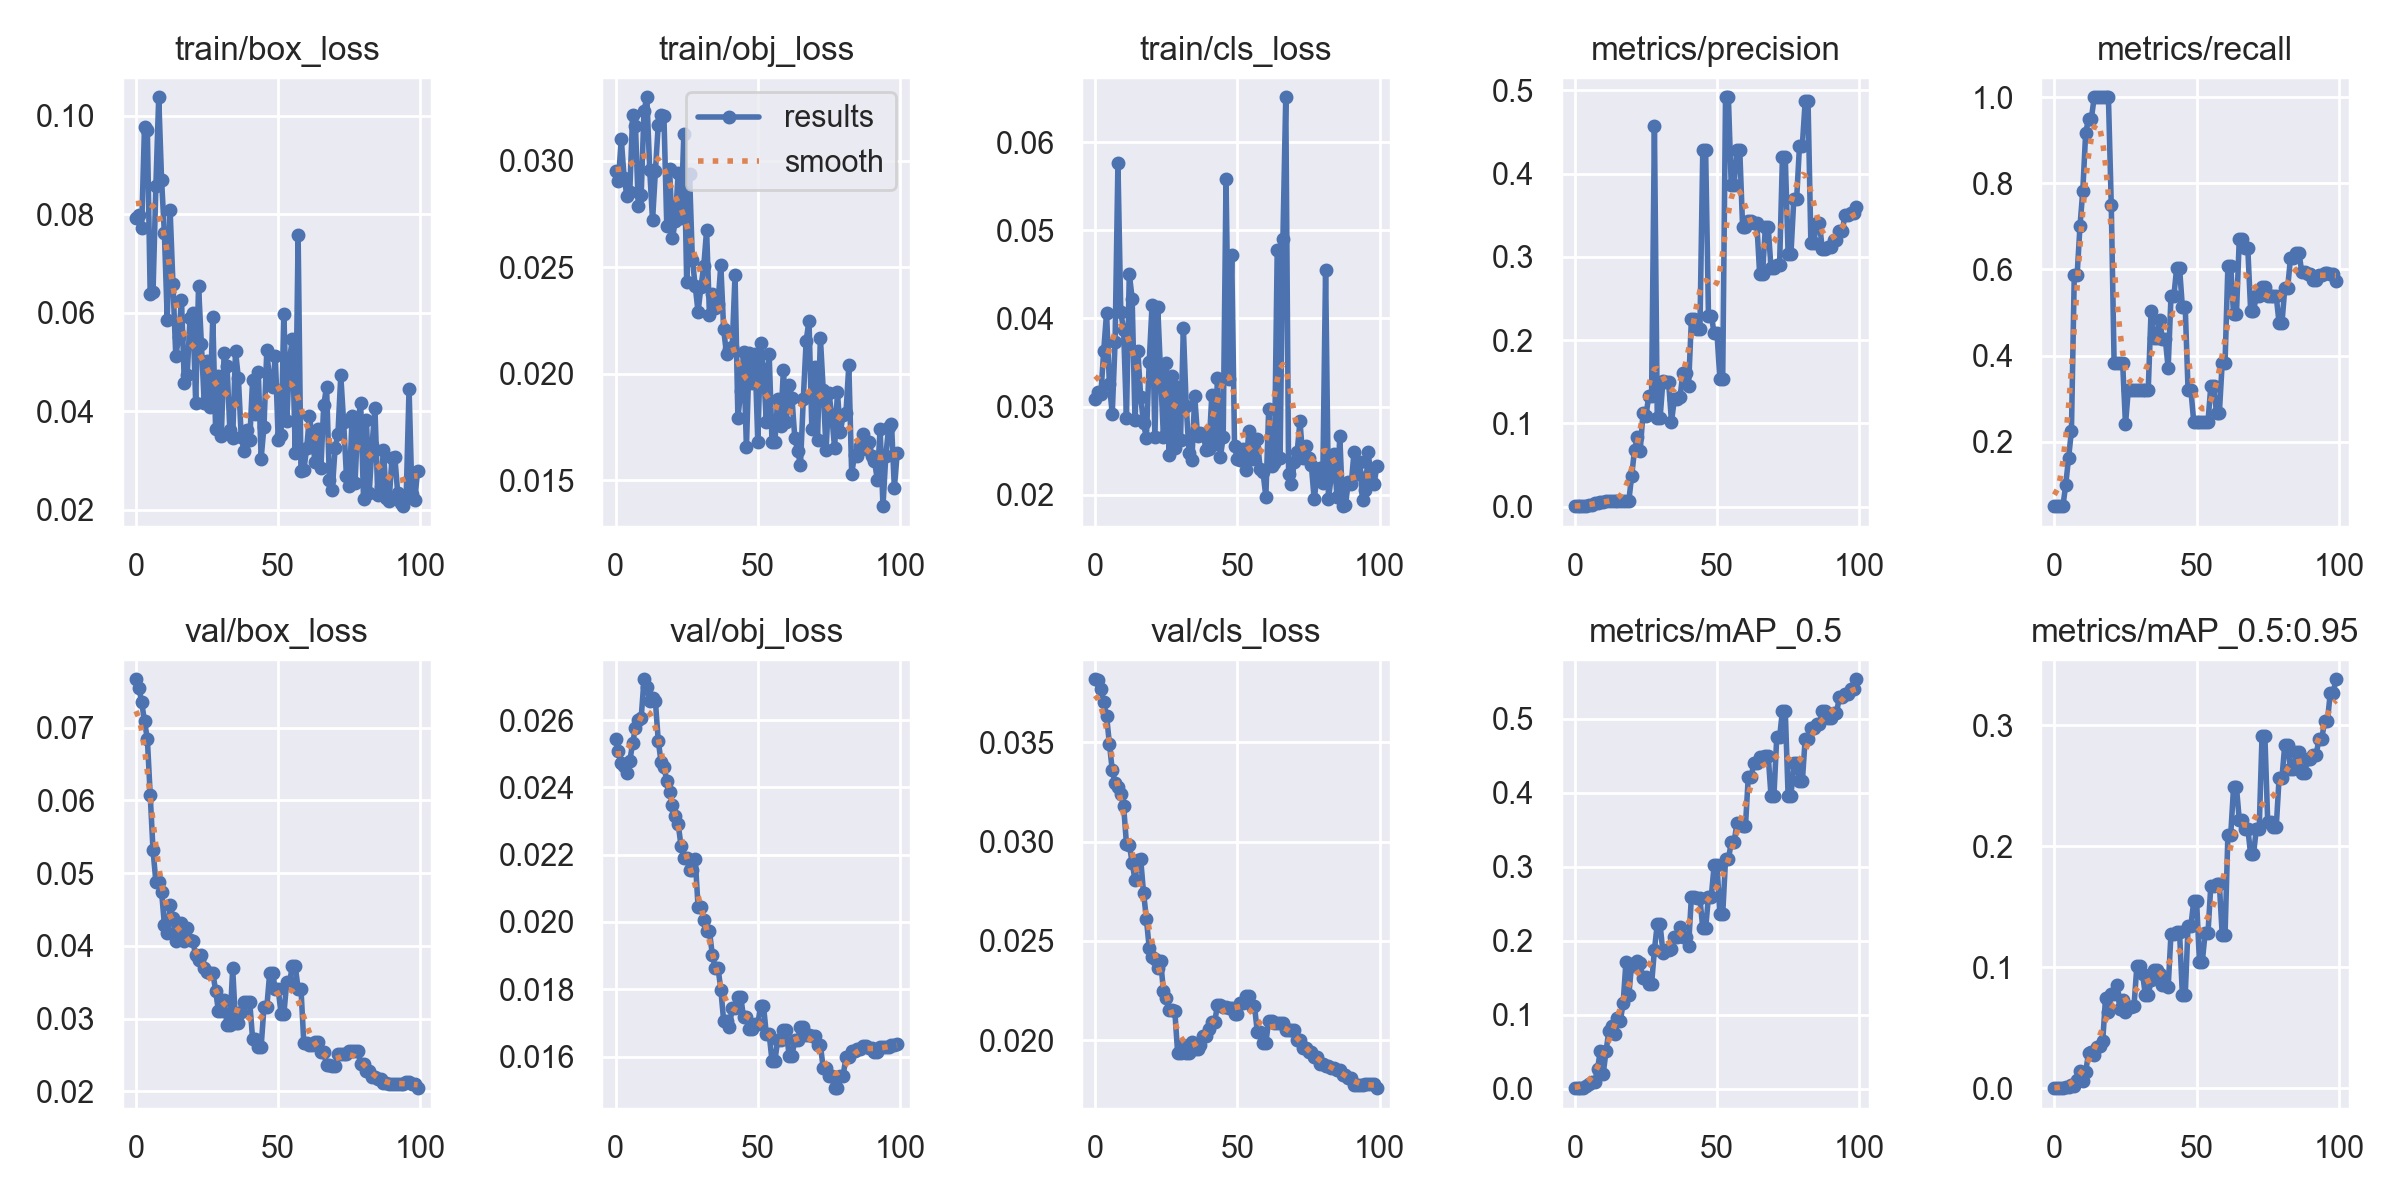 train/box_loss
0.10
0.08
0.06
0.04
0.02
0 50 100
train/obj_loss
results
smooth
0.030
0.025
0.020
0.015
0 50 100
train/cls_loss
0.06
0.05
0.04
0.03
0.02
0 50 100
metrics/precision
0.5
0.4
0.3
0.2
0.1
0.0
0 50 100
metrics/recall
1.0
0.8
0.6
0.4
0.2
0 50 100
val/box_loss
0.07
0.06
0.05
0.04
0.03
0.02
0 50 100
val/obj_loss
0.026
0.024
0.022
0.020
0.018
0.016
0 50 100
val/cls_loss
0.035
0.030
0.025
0.020
0 50 100
metrics/mAP_0.5
0.5
0.4
0.3
0.2
0.1
0.0
0 50 100
metrics/mAP_0.5:0.95
0.3
0.2
0.1
0.0
0 50 100